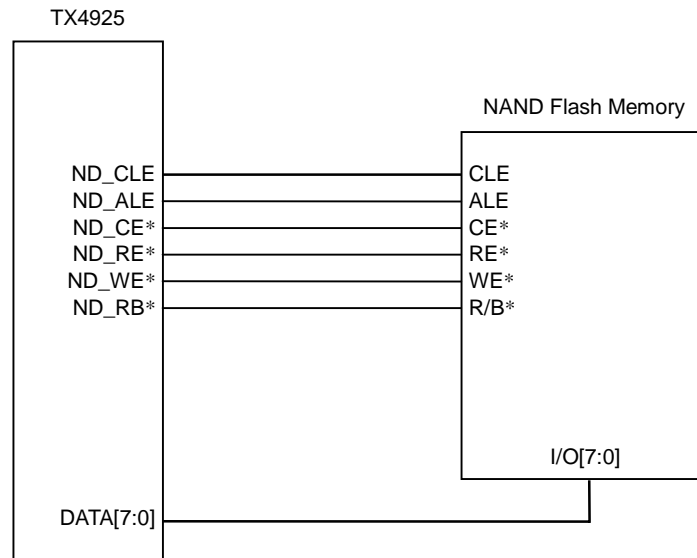 TX4925
NAND Flash Memory
ND_CLE
ND_ALE
ND_CE*
ND_RE*
ND_WE*
ND_RB*
CLE
ALE
CE*
RE*
WE*
R/B*
I/O[7:0]
DATA[7:0]